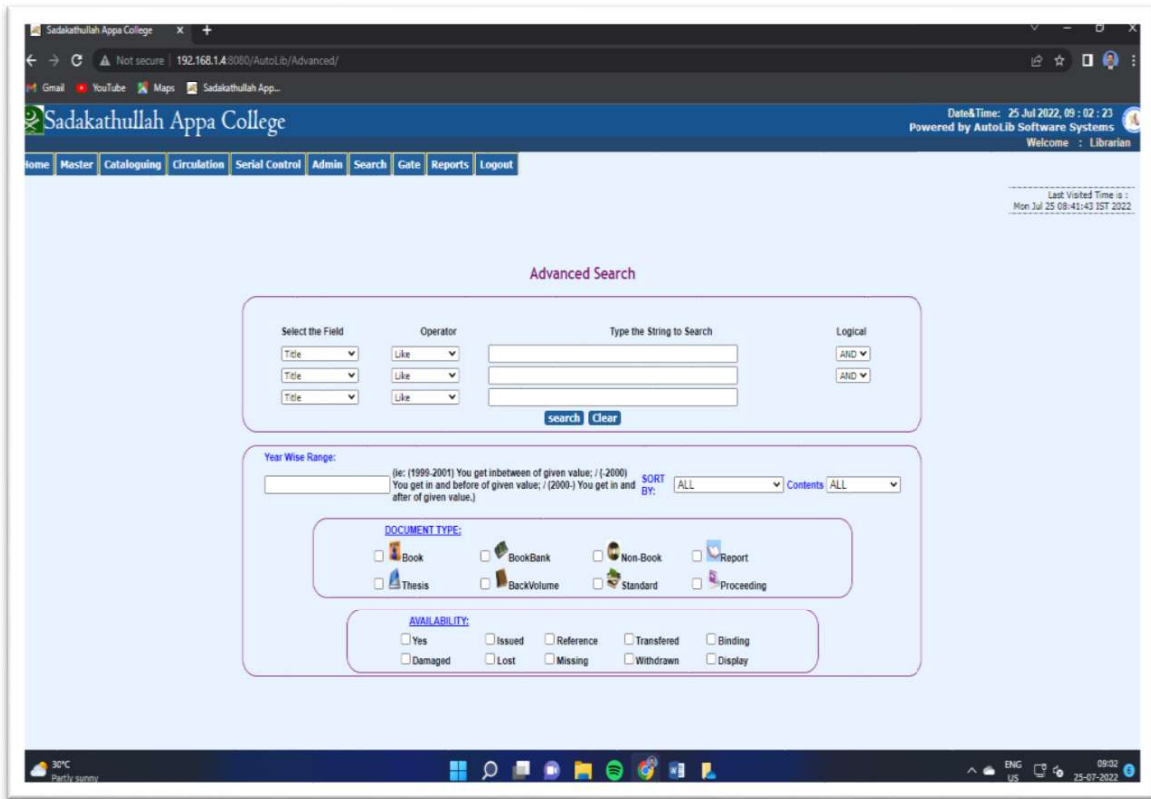 Sadakathullah Appa College
Not secure | 192.168.1.4:8080/AutoLib/Advanced/
Gmail YouTube Maps Sadakathullah App...
Sadakathullah Appa College
Date&Time: 25 Jul 2022, 09 : 02 : 23
Powered by AutoLib Software Systems
Welcome : Librarian
Home Master Cataloguing Circulation Serial Control Admin Search Gate Reports Logout
Last Visited Time is :
Mon Jul 25 08:41:43 IST 2022
Advanced Search
Select the Field Operator Type the String to Search Logical
Title Like AND
Title Like AND
Title Like
search Clear
Year Wise Range:
(ie: (1999-2001) You get inbetween of given value; / (-2000)
You get in and before of given value; / (2000-) You get in and
after of given value.)
SORT
BY:
ALL Contents ALL
DOCUMENT TYPE:
Book BookBank Non-Book Report
Thesis BackVolume Standard Proceeding
AVAILABILITY:
Yes Issued Reference Transfered Binding
Damaged Lost Missing Withdrawn Display
30°C
Partly sunny
ENG
US
09:02
25-07-2022